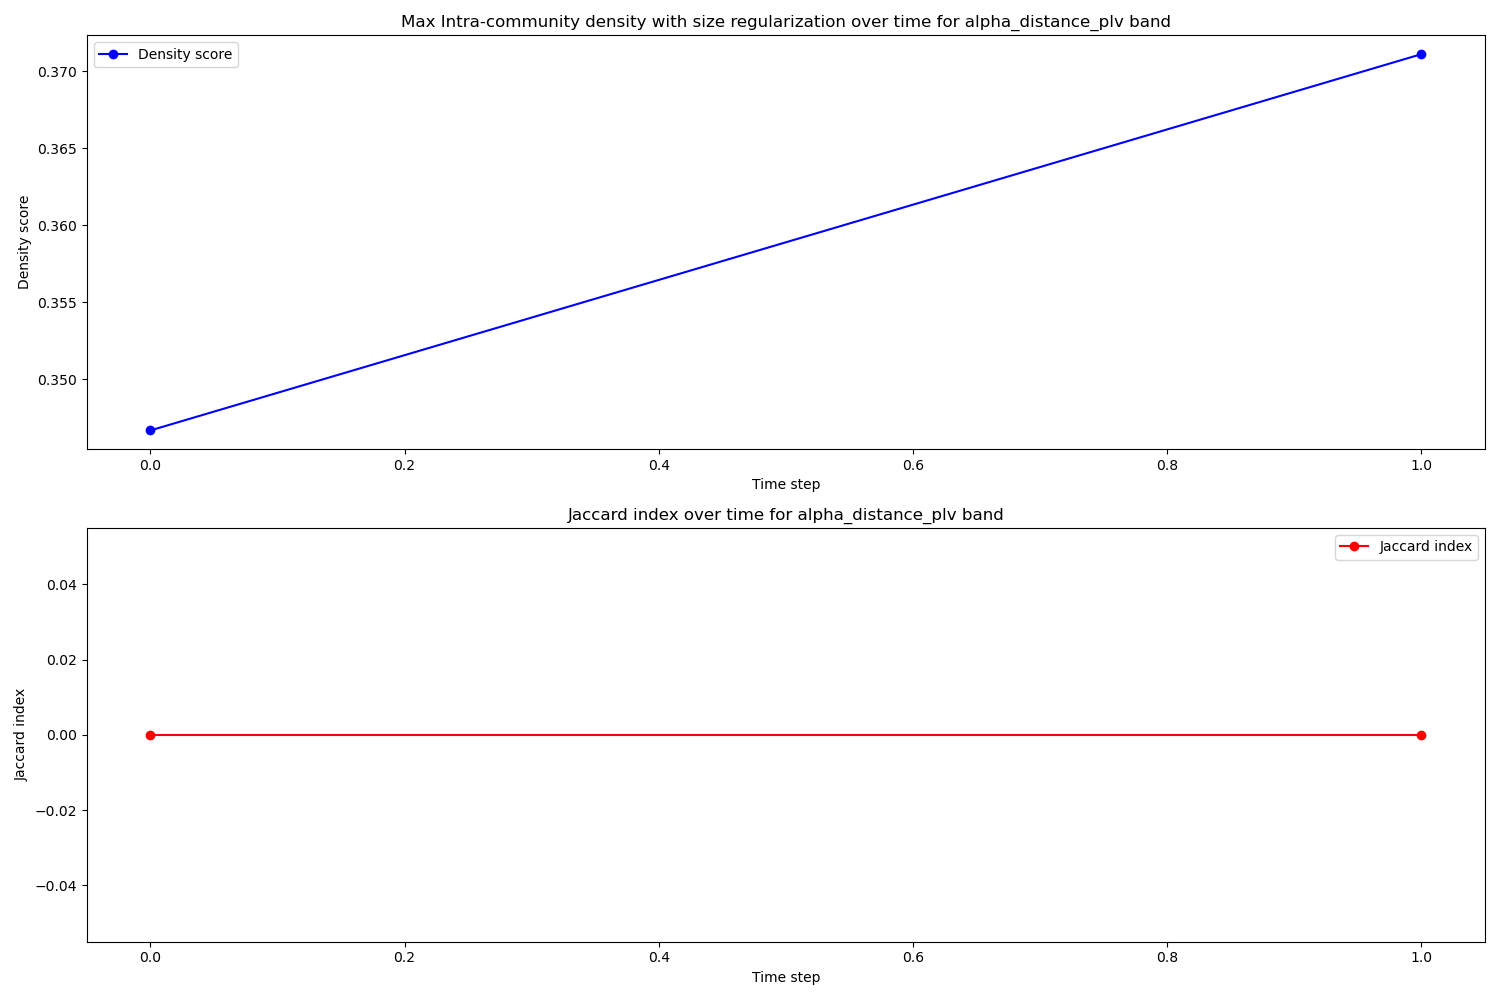 Max Intra-community density with size regularization over time for alpha_distance_plv band
Density score
0.370
0.365
0.360
0.355
0.350
Density score
0.0 0.2 0.4 0.6 0.8 1.0
Time step
Jaccard index over time for alpha_distance_plv band
Jaccard index
0.04
0.02
0.00
−0.02
−0.04
Jaccard index
0.0 0.2 0.4 0.6 0.8 1.0
Time step